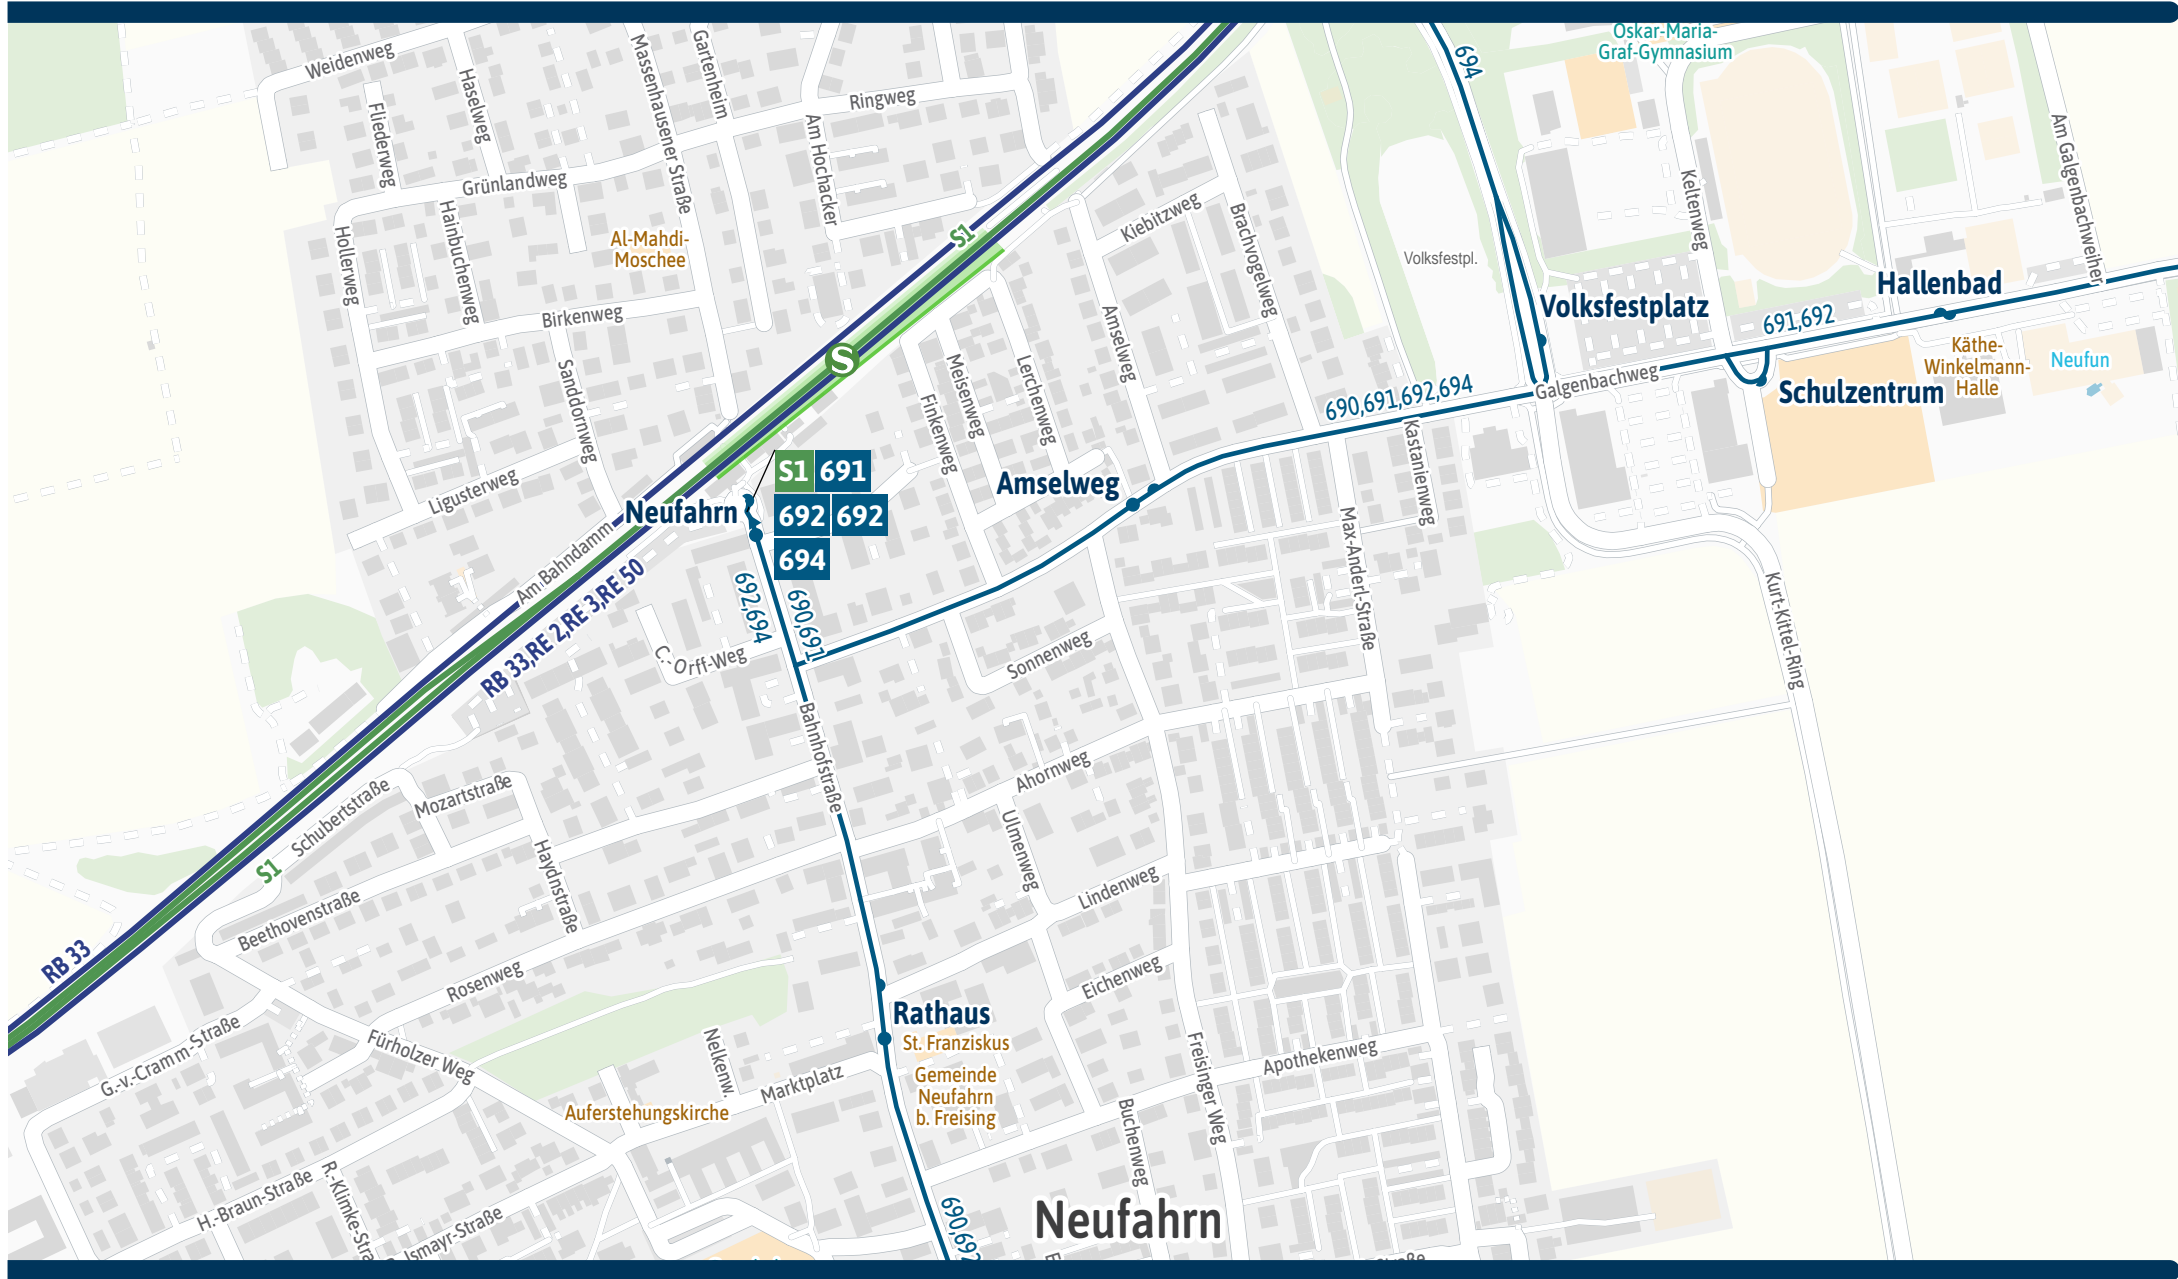 Oskar-Maria-
Graf-Gymnasium
Weidenweg
Haselweg
Fliederweg
Massenhausener Straße
Gartenheim
Ringweg
Am Hochacker
Grünlandweg
Hainbuchenweg
Hollerweg
Al-Mahdi-
Moschee
Birkenweg
Sanddornweg
Ligusterweg
S1
S
Kiebitzweg
Brachvogelweg
Amselweg
Meisenweg
Lerchenweg
Finkenweg
694
Volksfestpl.
Keltenweg
Am Galgenbachweiher
Volksfestplatz
Hallenbad
691,692
Käthe-
Winkelmann-
Halle
Neufun
Schulzentrum
Galgenbachweg
690,691,692,694
Kastanienweg
Amselweg
Neufahrn
S1 691
692 692
694
Am Bahndamm
RB 33,RE 2,RE 3,RE 50
692,694
690,691
C.-Orff-Weg
Sonnenweg
Max-Anderl-Straße
Kurt-Kittel-Ring
Bahnhofstraße
Ahornweg
Ulmenweg
Lindenweg
Eichenweg
Schubertstraße
Mozartstraße
Haydnstraße
S1
Beethovenstraße
RB 33
Rosenweg
G.-v.-Cramm-Straße
Fürholzer Weg
Nelkenw.
Marktplatz
Auferstehungskirche
Rathaus
St. Franziskus
Gemeinde
Neufahrn
b. Freising
Freisinger Weg
Apothekenweg
Buchenweg
H.-Braun-Straße
R.-Klimke-Stra
Ismayr-Straße
690,692
Neufahrn